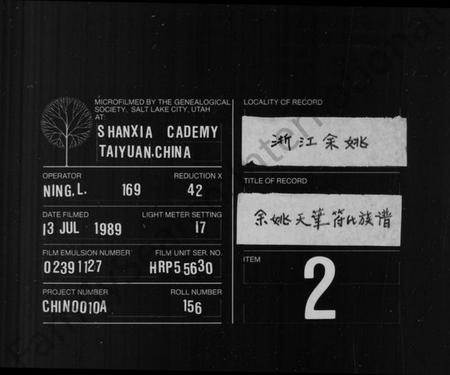 MICROFILMED BY THE GENEALOGICAL
SOCIETY, SALT LAKE CITY, UTAH
AT:
SHANXIA CADEMY
TAIYUAN.CHINA
OPERATOR
REDUCTION X
NING, L. 169 42
DATE FILMED
LIGHT METER SETTING
13 JUL 1989 17
FILM EMULSION NUMBER
FILM UNIT SER. NO.
02391127 HRP55630
PROJECT NUMBER
ROLL NUMBER
CHIN0010A 156
LOCALITY OF RECORD
浙江余姚
TITLE OF RECORD
余姚天華符氏族谱
ITEM
2